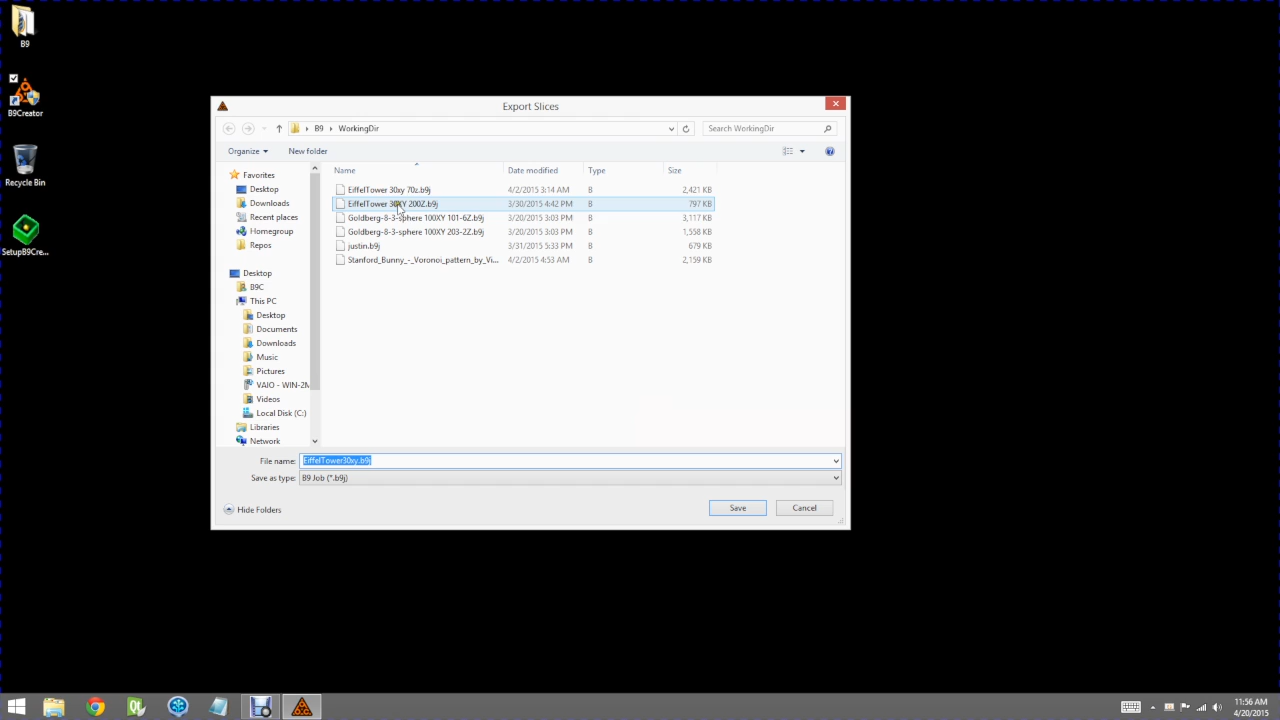 B9
B9Creator
Recycle Bin
SetupB9Cre...
Export Slices
B9 WorkingDir
Search WorkingDir
Organize New folder
Name Date modified Type Size
EiffelTower 30xy 70z.b9j 4/2/2015 3:14 AM B 2,421 KB
EiffelTower 30XY 200Z.b9j 3/30/2015 4:42 PM B 797 KB
Goldberg-8-3-sphere 100XY 101-6Z.b9j 3/20/2015 3:03 PM B 3,117 KB
Goldberg-8-3-sphere 100XY 203-2Z.b9j 3/20/2015 3:03 PM B 1,558 KB
justin.b9j 3/31/2015 5:33 PM B 679 KB
Stanford_Bunny_-_Voronoi_pattern_by_Vi... 4/2/2015 4:53 AM B 2,159 KB
Favorites
Desktop
Downloads
Recent places
Homegroup
Repos
Desktop
B9C
This PC
Desktop
Documents
Downloads
Music
Pictures
VAIO - WIN-2M
Videos
Local Disk (C:)
Libraries
Network
File name: EiffelTower30xy.b9j
Save as type: B9 Job (*.b9j)
Hide Folders
Save Cancel
11:56 AM
4/20/2015